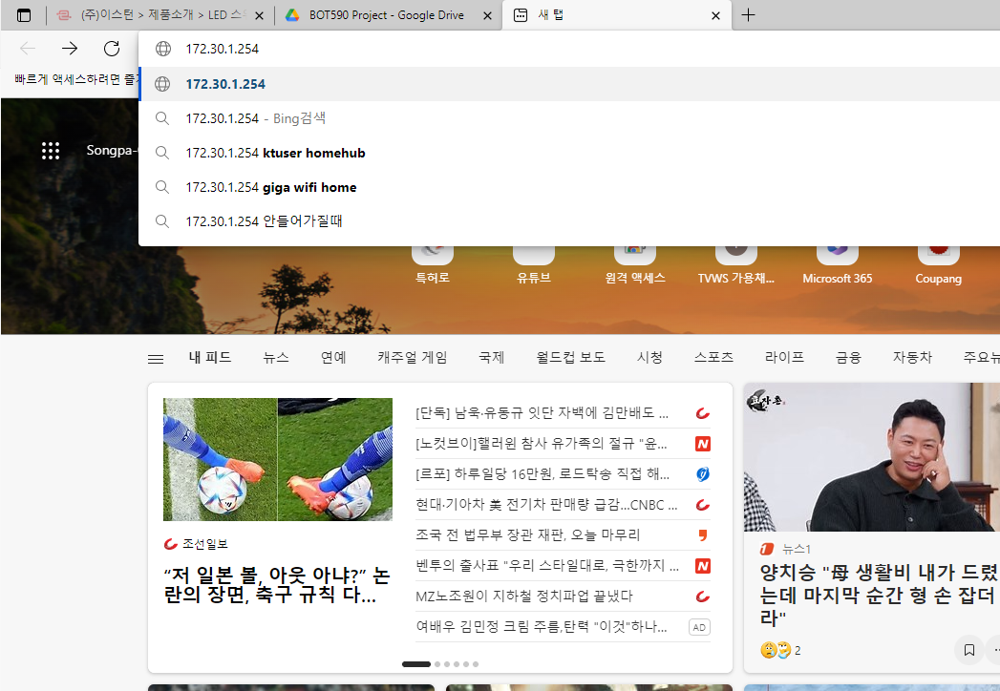 (주)이스턴 > 제품소개 > LED 스
BOT590 Project - Google Drive
새 탭
172.30.1.254
빠르게 액세스하려면 즐
172.30.1.254
172.30.1.254 - Bing검색
172.30.1.254 ktuser homehub
172.30.1.254 giga wifi home
172.30.1.254 안들어가질때
Songpa-
특허로
유튜브
원격 액세스
TVWS 가용채...
Microsoft 365
Coupang
내 피드
뉴스
연예
캐주얼 게임
국제
월드컵 보도
시청
스포츠
라이프
금융
자동차
주요뉴
[단독] 남욱·유동규 잇단 자백에 김만배도 ...
[노컷브이]핼러윈 참사 유가족의 절규 "윤...
[르포] 하루일당 16만원, 로드탁송 직접 해...
현대·기아차 美 전기차 판매량 급감...CNBC ...
조국 전 법무부 장관 재판, 오늘 마무리
벤투의 출사표 "우리 스타일대로, 극한까지 ...
MZ노조원이 지하철 정치파업 끝냈다
여배우 김민정 크림 주름,탄력 "이것"하나...
AD
조선일보
“저 일본 볼, 아웃 아냐?” 논
란의 장면, 축구 규칙 다...
뉴스1
양치승 "母 생활비 내가 드렸
는데 마지막 순간 형 손 잡더
라"
2